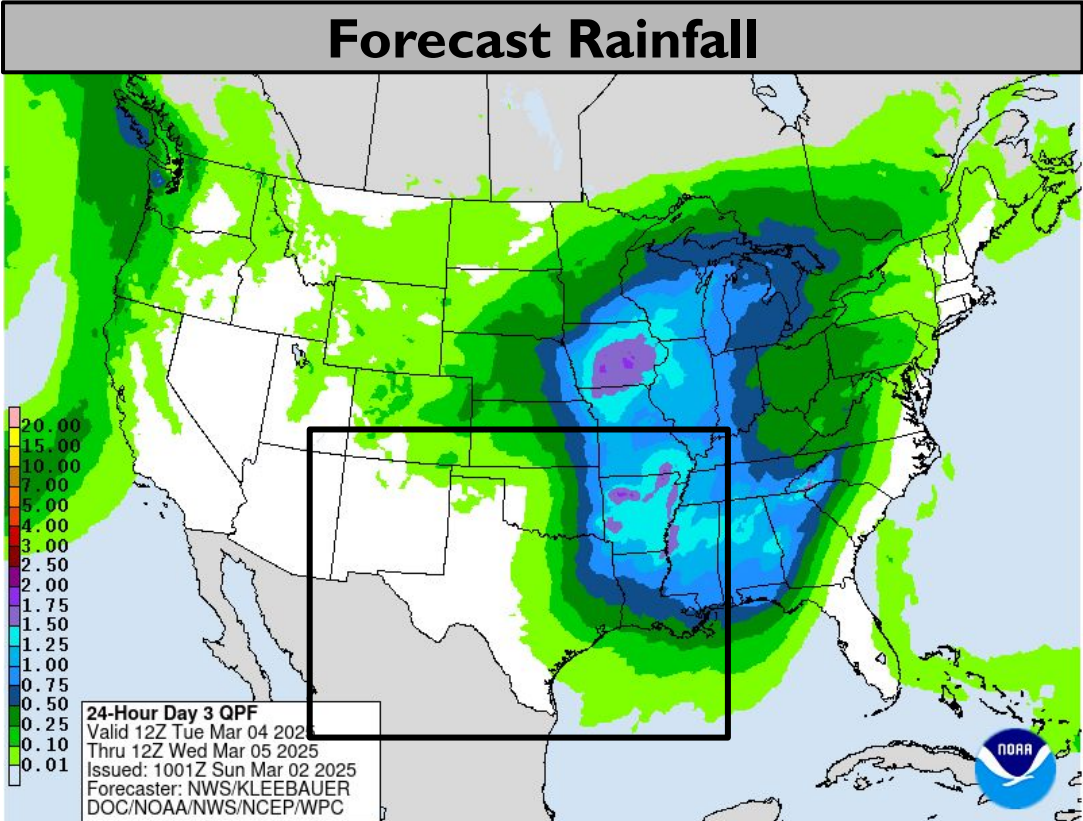 Forecast Rainfall
20.00
15.00
10.00
7.00
5.00
4.00
3.00
2.50
2.00
1.75
1.50
1.25
1.00
0.75
0.50
0.25
0.10
0.01
24-Hour Day 3 QPF
Valid 12Z Tue Mar 04 2025
Thru 12Z Wed Mar 05 2025
Issued: 1001Z Sun Mar 02 2025
Forecaster: NWS/KLEEBAUER
DOC/NOAA/NWS/NCEP/WPC
NOAA